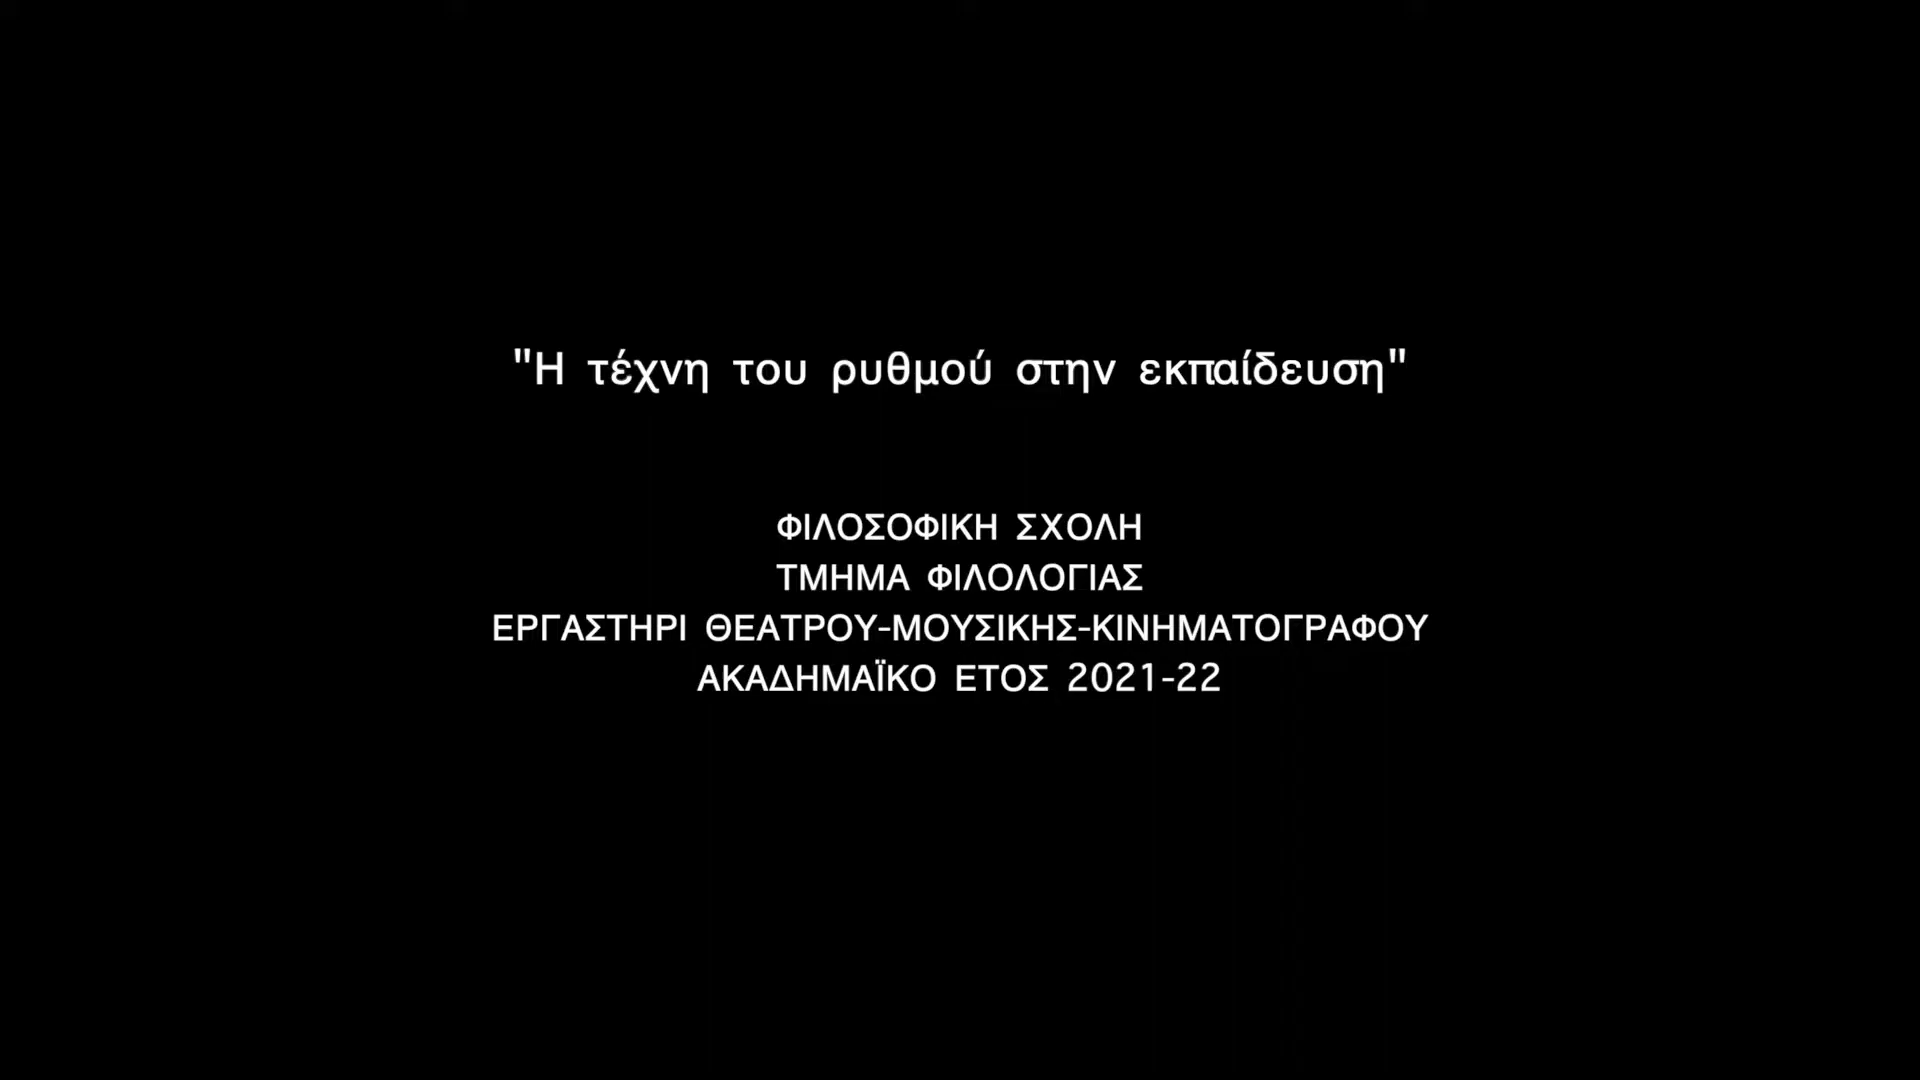 "Η τέχνη του ρυθμού στην εκπαίδευση"
ΦΙΛΟΣΟΦΙΚΗ ΣΧΟΛΗ
ΤΜΗΜΑ ΦΙΛΟΛΟΓΙΑΣ
ΕΡΓΑΣΤΗΡΙ ΘΕΑΤΡΟΥ-ΜΟΥΣΙΚΗΣ-ΚΙΝΗΜΑΤΟΓΡΑΦΟΥ
ΑΚΑΔΗΜΑΪΚΟ ΕΤΟΣ 2021-22